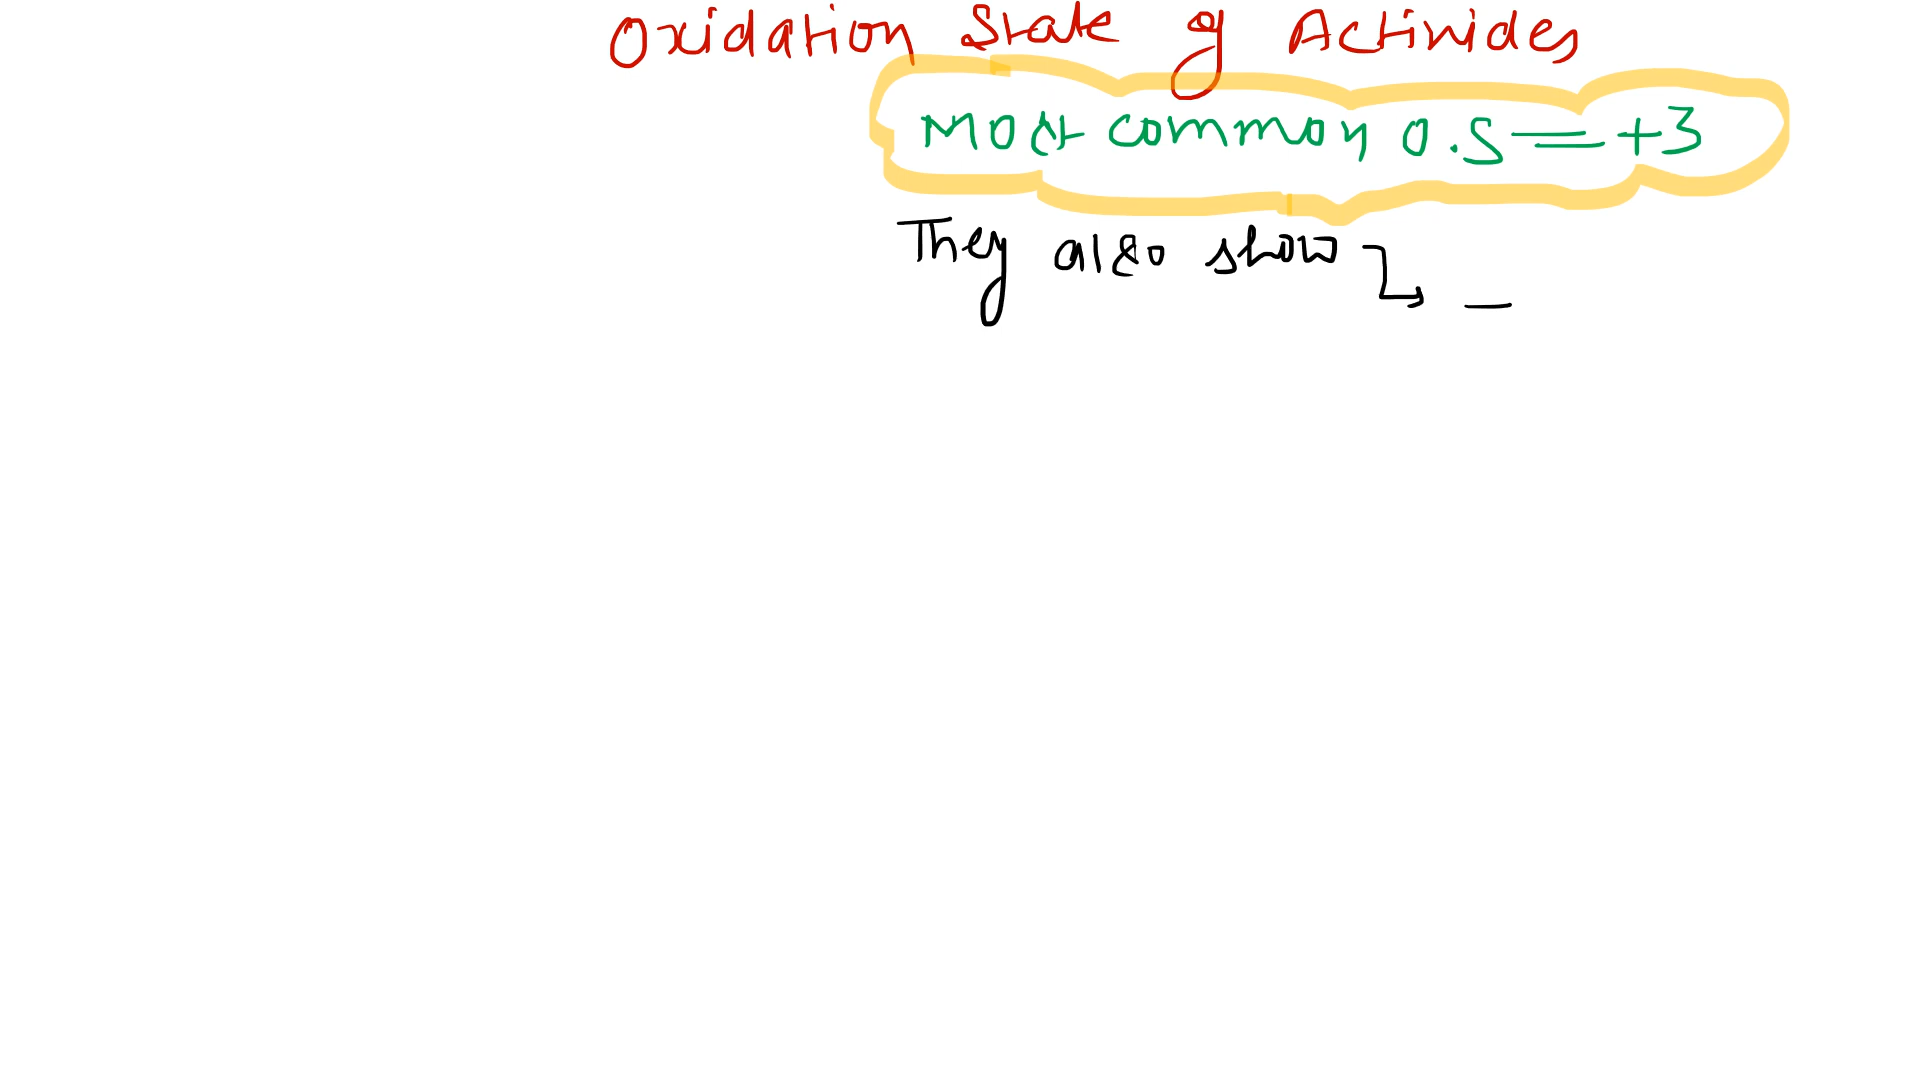 Oxidation State of Actinides
Most common O.S = +3
They also show ↳ _